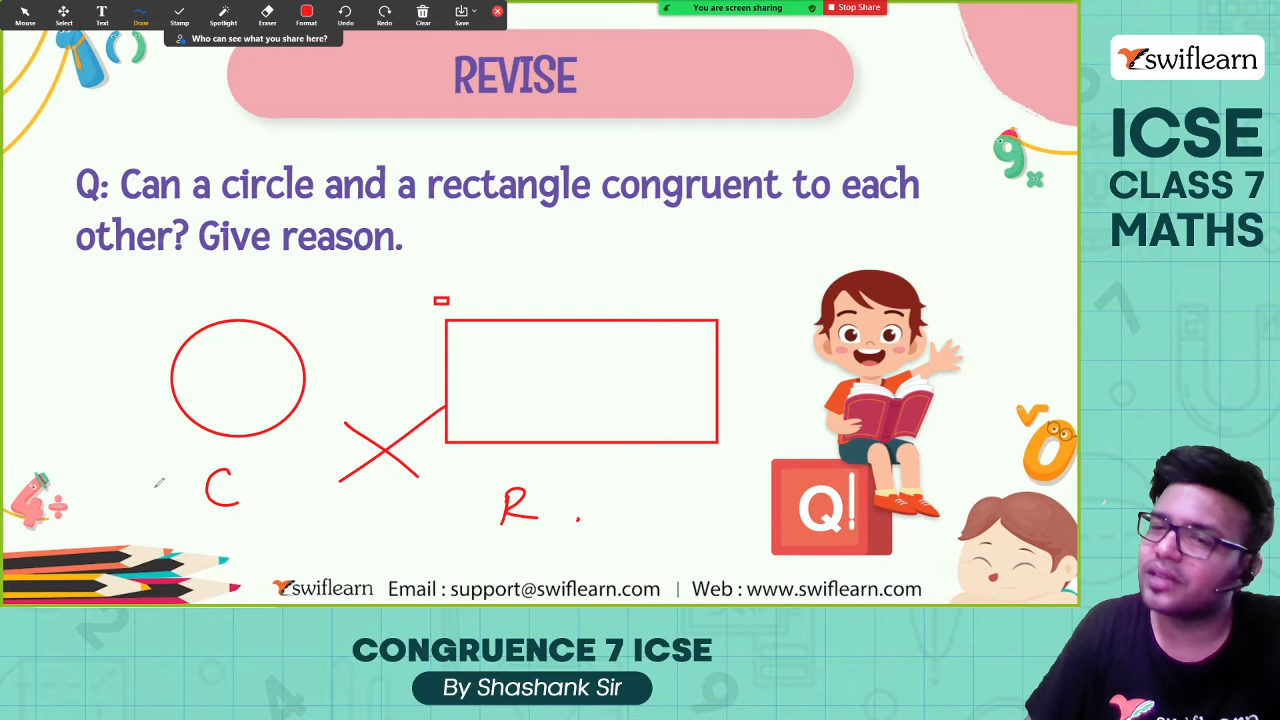 Mouse Select Text Draw Stamp Spotlight Eraser Format Undo Redo Clear Save
You are screen sharing Stop Share
Who can see what you share here?
REVISE
swiflearn
ICSE
CLASS 7
MATHS
Q: Can a circle and a rectangle congruent to each
other? Give reason.
C
R .
Q!
swiflearn Email : support@swiflearn.com | Web : www.swiflearn.com
CONGRUENCE 7 ICSE
By Shashank Sir